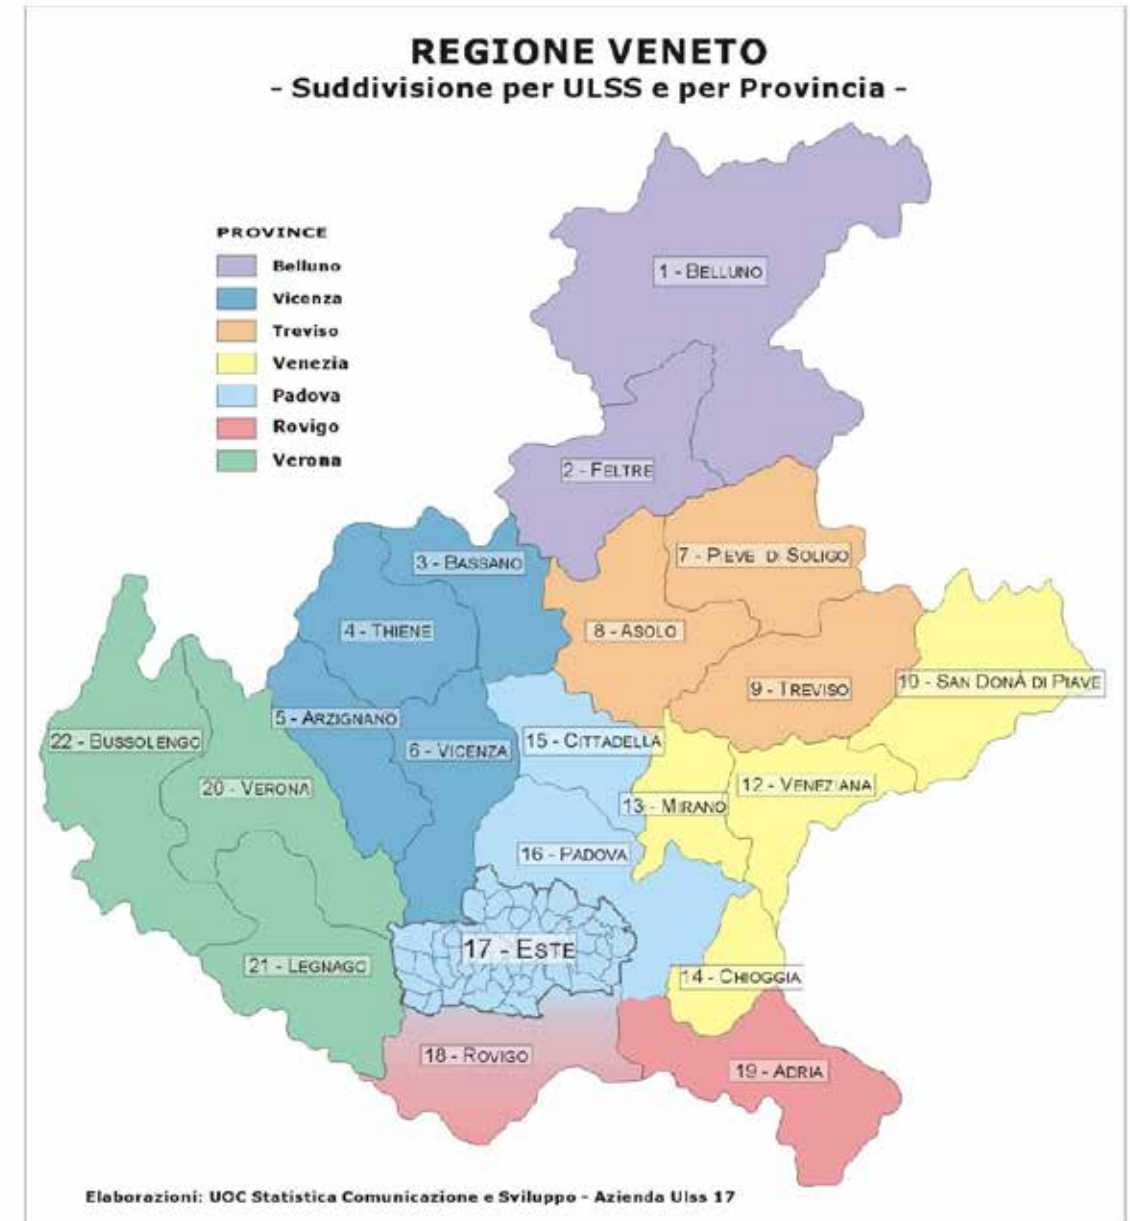 REGIONE VENETO
- Suddivisione per ULSS e per Provincia -
PROVINCE
Belluno
Vicenza
Treviso
Venezia
Padova
Rovigo
Verona
1 - BELLUNO
2 - FELTRE
3 - BASSANO
7 - PIEVE DI SOLIGO
4 - THIENE
8 - ASOLO
9 - TREVISO
10 - SAN DONÀ DI PIAVE
5 - ARZIGNANO
22 - BUSSOLENGO
6 - VICENZA
15 - CITTADELLA
20 - VERONA
12 - VENEZIANA
13 - MIRANO
16 - PADOVA
17 - ESTE
21 - LEGNAGO
14 - CHIOGGIA
18 - ROVIGO
19 - ADRIA
Elaborazioni: UOC Statistica Comunicazione e Sviluppo - Azienda Ulss 17